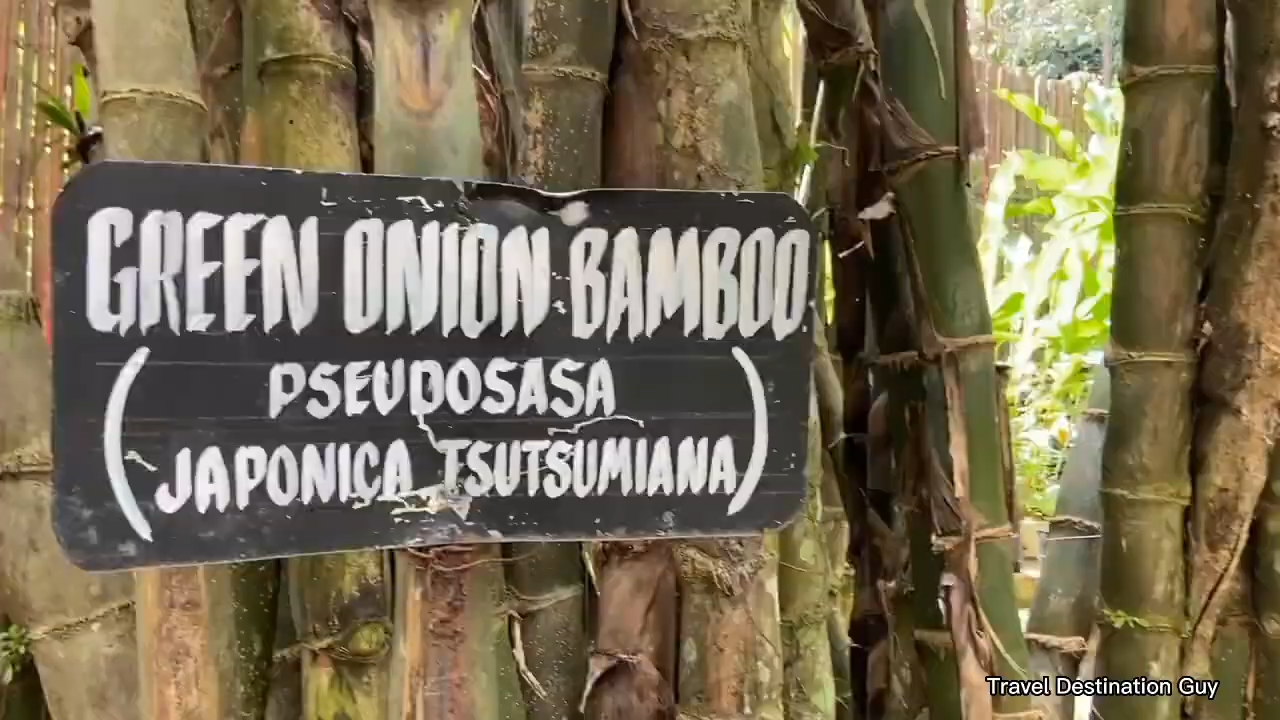 GREEN ONION BAMBOO
(PSEUDOSASA
JAPONICA TSUTSUMIANA)
Travel Destination Guy